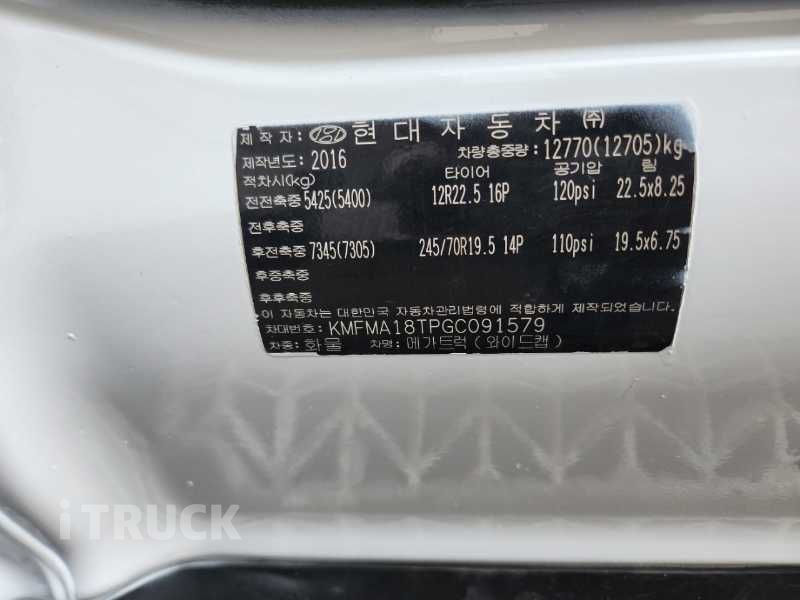 제 작 자 : 현 대 자 동 차 ㈜
제작년도: 2016 차량총중량: 12770(12705)kg
적차시(kg) 타이어 공기압 림
전전축중 5425(5400) 12R22.5 16P 120psi 22.5x8.25
전후축중
후전축중 7345(7305) 245/70R19.5 14P 110psi 19.5x6.75
후중축중
후후축중
이 자동차는 대한민국 자동차관리법령에 적합하게 제작되었습니다.
차대번호: KMFMA18TPGC091579
차종: 화물 차명: 메가트럭 (와이드캡)
iTRUCK